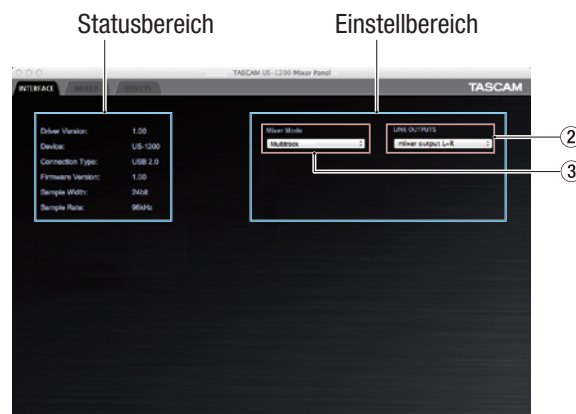 Statusbereich
Einstellbereich
TASCAM US-1200 Mixer Panel
INTERFACE
MIXER
EFFECTS
TASCAM
Driver Version: 1.00
Device: US-1200
Connection Type: USB 2.0
Firmware Version: 1.00
Sample Width: 24bit
Sample Rate: 96kHz
Mixer Mode
LINE OUTPUTS
Multitrack
mixer output L-R
2
3